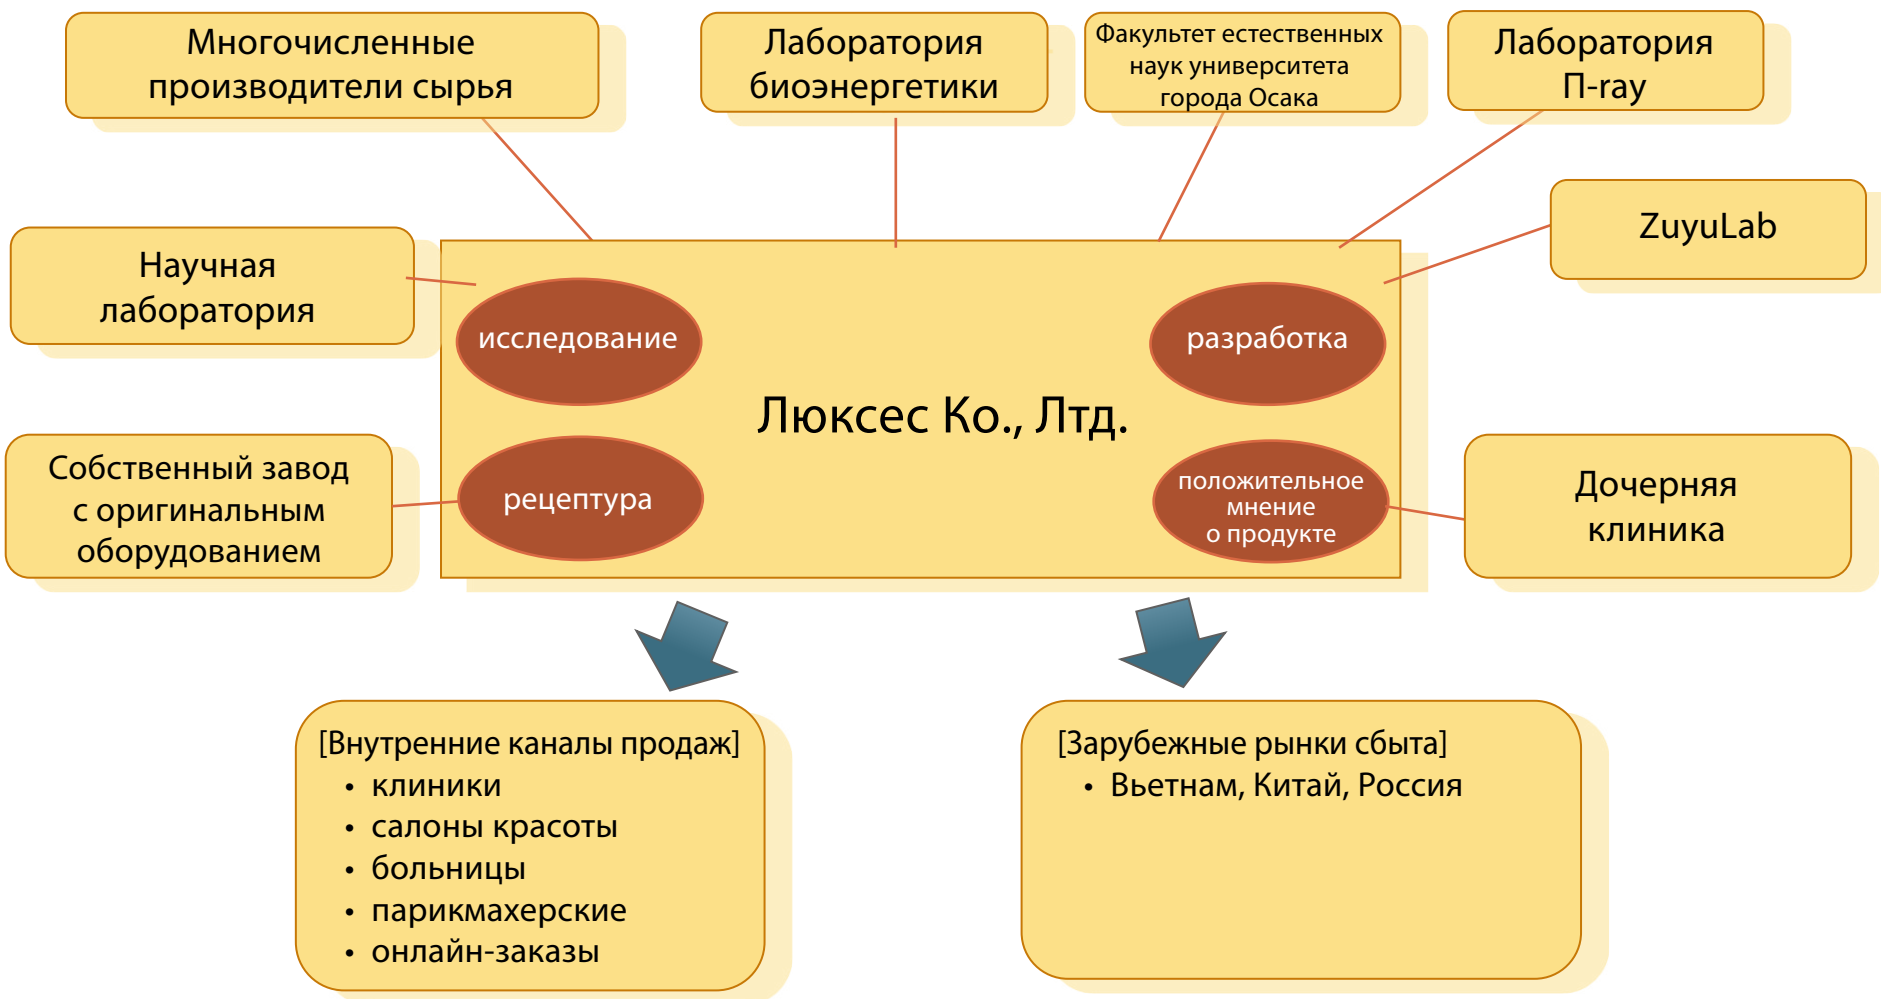 Многочисленные
производители сырья
Лаборатория
биоэнергетики
Факультет естественных
наук университета
города Осака
Лаборатория
П-ray
ZuyuLab
Научная
лаборатория
исследование
разработка
Люксес Ко., Лтд.
Собственный завод
с оригинальным
оборудованием
рецептура
положительное
мнение
о продукте
Дочерняя
клиника
[Внутренние каналы продаж]
• клиники
• салоны красоты
• больницы
• парикмахерские
• онлайн-заказы
[Зарубежные рынки сбыта]
• Вьетнам, Китай, Россия